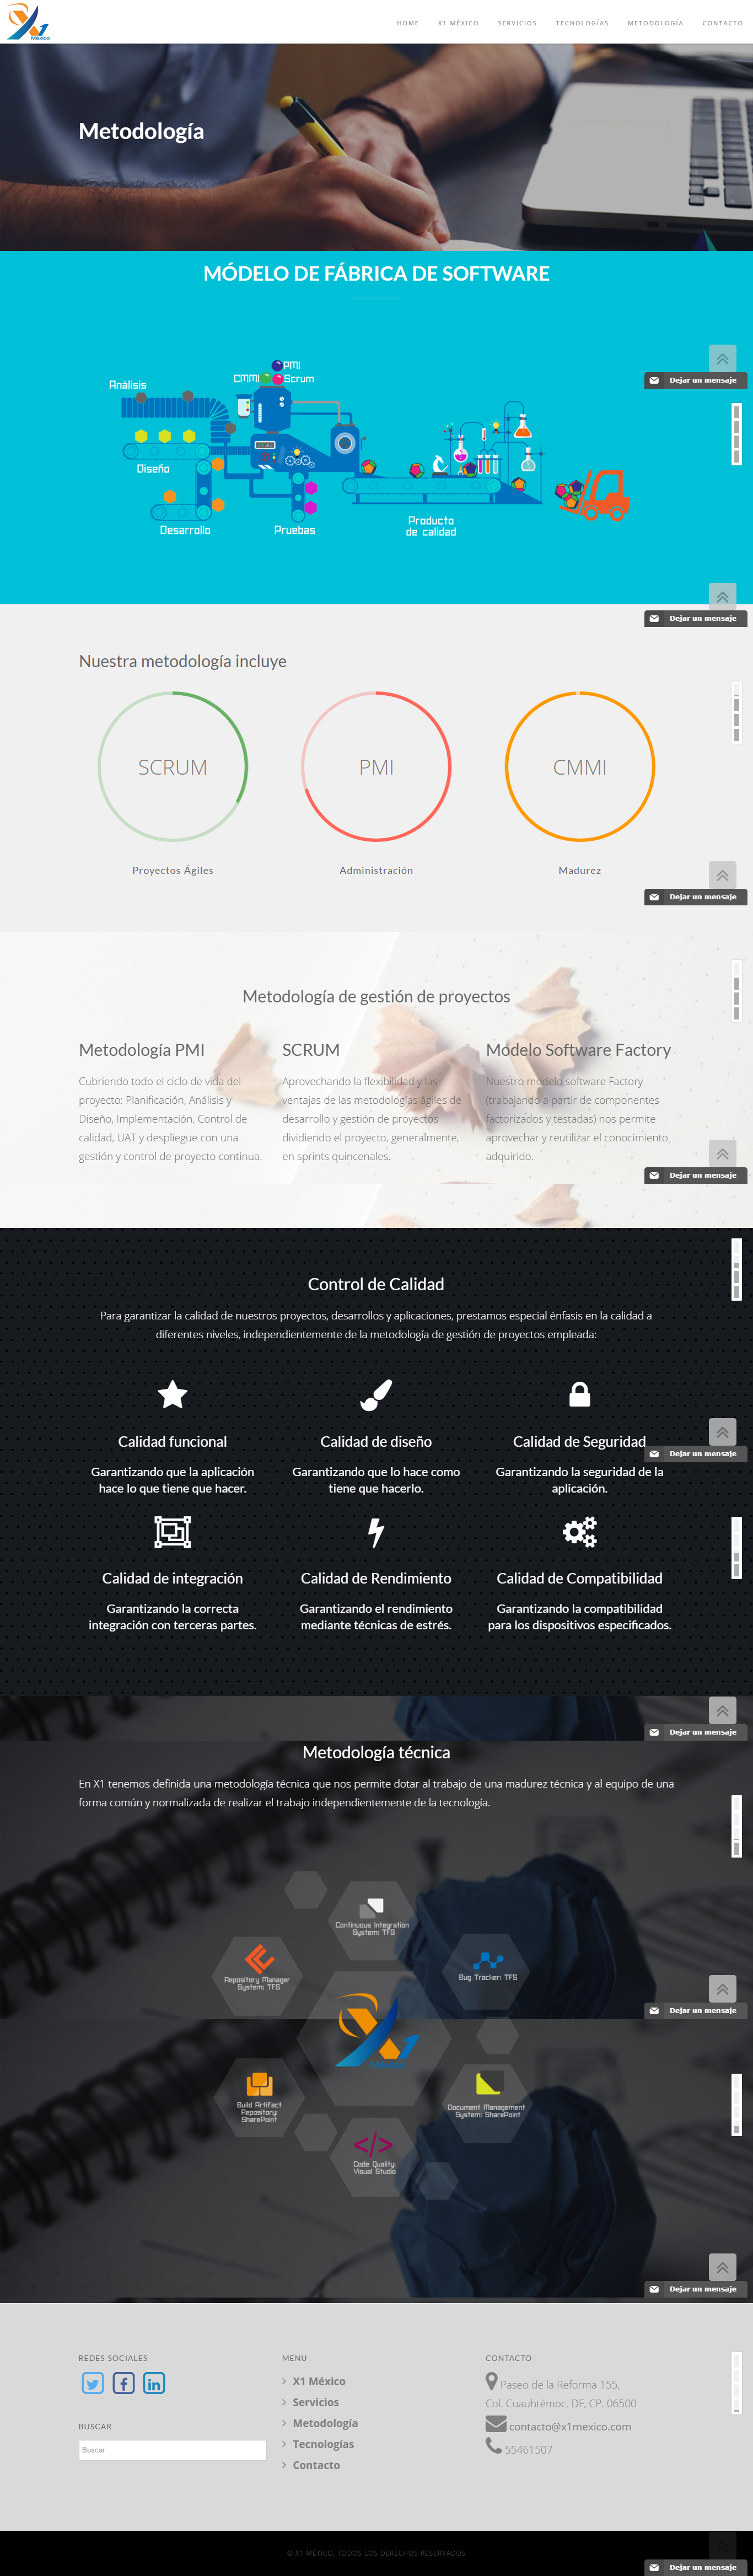 X1
México
HOME X1 MÉXICO SERVICIOS TECNOLOGÍAS METODOLOGÍA CONTACTO
Metodología
MÓDELO DE FÁBRICA DE SOFTWARE
PMI
CMMI Scrum
Análisis
Diseño
Desarrollo
Pruebas
Producto
de calidad
Dejar un mensaje
Dejar un mensaje
Nuestra metodología incluye
SCRUM PMI CMMI
Proyectos Ágiles Administración Madurez
Dejar un mensaje
Metodología de gestión de proyectos
Metodología PMI
Cubriendo todo el ciclo de vida del
proyecto: Planificación, Análisis y
Diseño, Implementación, Control de
calidad, UAT y despliegue con una
gestión y control de proyecto continua.
SCRUM
Aprovechando la flexibilidad y las
ventajas de las metodologías ágiles de
desarrollo y gestión de proyectos
dividiendo el proyecto, generalmente,
en sprints quincenales.
Modelo Software Factory
Nuestro modelo software Factory
(trabajando a partir de componentes
factorizados y testadas) nos permite
aprovechar y reutilizar el conocimiento
adquirido.
Dejar un mensaje
Control de Calidad
Para garantizar la calidad de nuestros proyectos, desarrollos y aplicaciones, prestamos especial énfasis en la calidad a
diferentes niveles, independientemente de la metodología de gestión de proyectos empleada:
Calidad funcional
Garantizando que la aplicación
hace lo que tiene que hacer.
Calidad de diseño
Garantizando que lo hace como
tiene que hacerlo.
Calidad de Seguridad
Garantizando la seguridad de la
aplicación.
Dejar un mensaje
Calidad de integración
Garantizando la correcta
integración con terceras partes.
Calidad de Rendimiento
Garantizando el rendimiento
mediante técnicas de estrés.
Calidad de Compatibilidad
Garantizando la compatibilidad
para los dispositivos especificados.
Dejar un mensaje
Metodología técnica
En X1 tenemos definida una metodología técnica que nos permite dotar al trabajo de una madurez técnica y al equipo de una
forma común y normalizada de realizar el trabajo independientemente de la tecnología.
Continuous Integration
System: TFS
Repository Manager
System: TFS
Bug Tracker: TFS
Dejar un mensaje
X1
México
Build Artifact
Repository:
SharePoint
Document Management
System: SharePoint
</>
Code Quality:
Visual Studio
Dejar un mensaje
REDES SOCIALES
BUSCAR
Buscar
MENU
X1 México
Servicios
Metodología
Tecnologías
Contacto
CONTACTO
Paseo de la Reforma 155,
Col. Cuauhtémoc. DF, CP. 06500
contacto@x1mexico.com
55461507
© X1 MÉXICO, TODOS LOS DERECHOS RESERVADOS
Dejar un mensaje